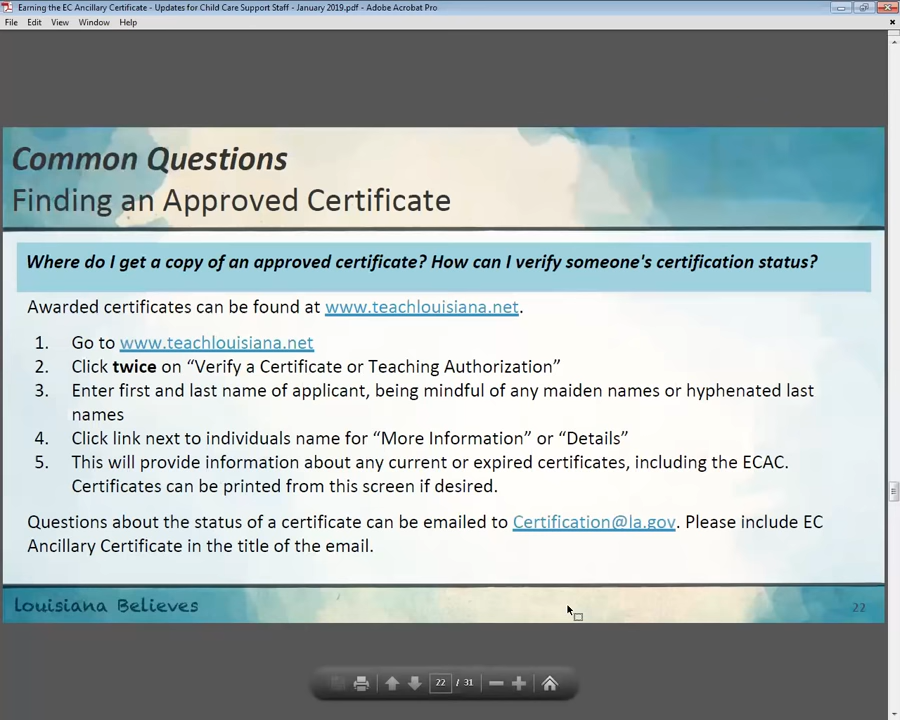 Earning the EC Ancillary Certificate - Updates for Child Care Support Staff - January 2019.pdf - Adobe Acrobat Pro
File Edit View Window Help
Common Questions
Finding an Approved Certificate
Where do I get a copy of an approved certificate? How can I verify someone's certification status?
Awarded certificates can be found at www.teachlouisiana.net.
1. Go to www.teachlouisiana.net
2. Click twice on “Verify a Certificate or Teaching Authorization”
3. Enter first and last name of applicant, being mindful of any maiden names or hyphenated last
names
4. Click link next to individuals name for “More Information” or “Details”
5. This will provide information about any current or expired certificates, including the ECAC.
Certificates can be printed from this screen if desired.
Questions about the status of a certificate can be emailed to Certification@la.gov. Please include EC
Ancillary Certificate in the title of the email.
Louisiana Believes
22
22 / 31